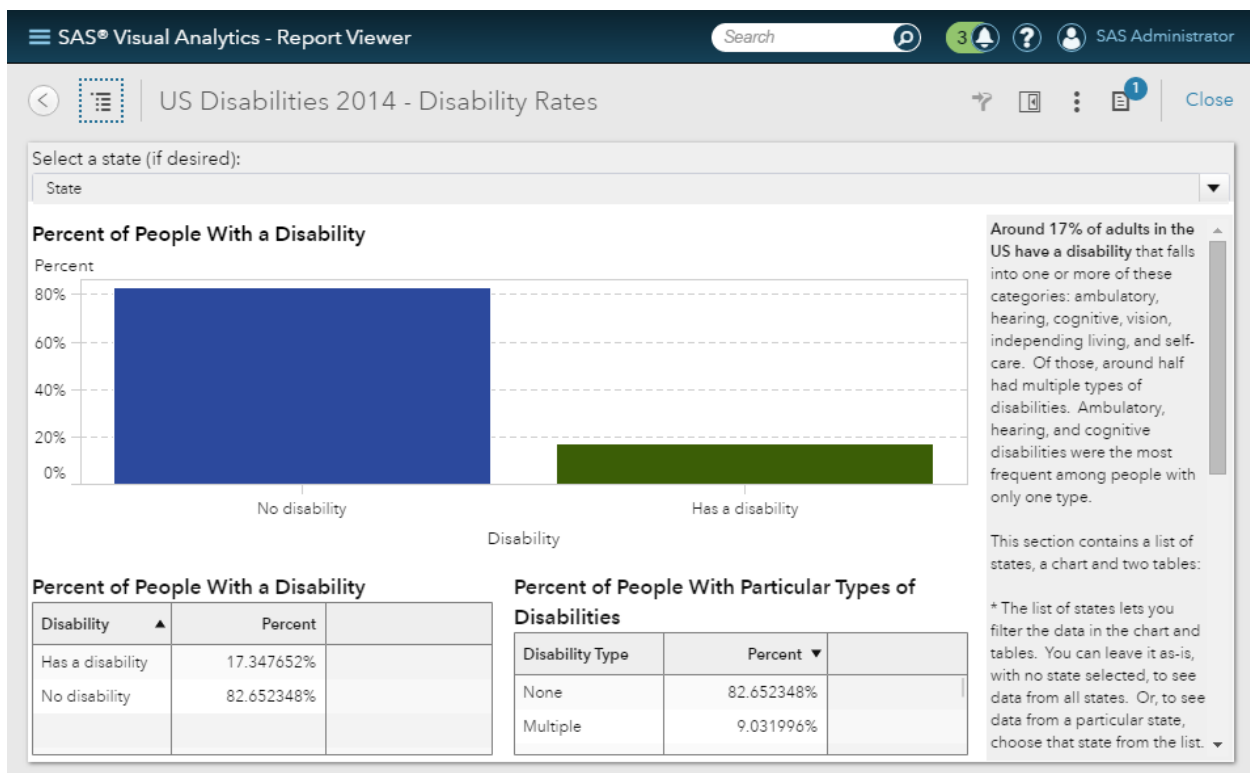 SAS® Visual Analytics - Report Viewer
Search
3
?
SAS Administrator
US Disabilities 2014 - Disability Rates
1
Close
Select a state (if desired):
State
Percent of People With a Disability
Percent
80%
60%
40%
20%
0%
No disability
Has a disability
Disability
Percent of People With a Disability
Disability
Percent
Has a disability
17.347652%
No disability
82.652348%
Percent of People With Particular Types of
Disabilities
Disability Type
Percent
None
82.652348%
Multiple
9.031996%
Around 17% of adults in the
US have a disability that falls
into one or more of these
categories: ambulatory,
hearing, cognitive, vision,
independing living, and self-
care. Of those, around half
had multiple types of
disabilities. Ambulatory,
hearing, and cognitive
disabilities were the most
frequent among people with
only one type.
This section contains a list of
states, a chart and two tables:
* The list of states lets you
filter the data in the chart and
tables. You can leave it as-is,
with no state selected, to see
data from all states. Or, to see
data from a particular state,
choose that state from the list.